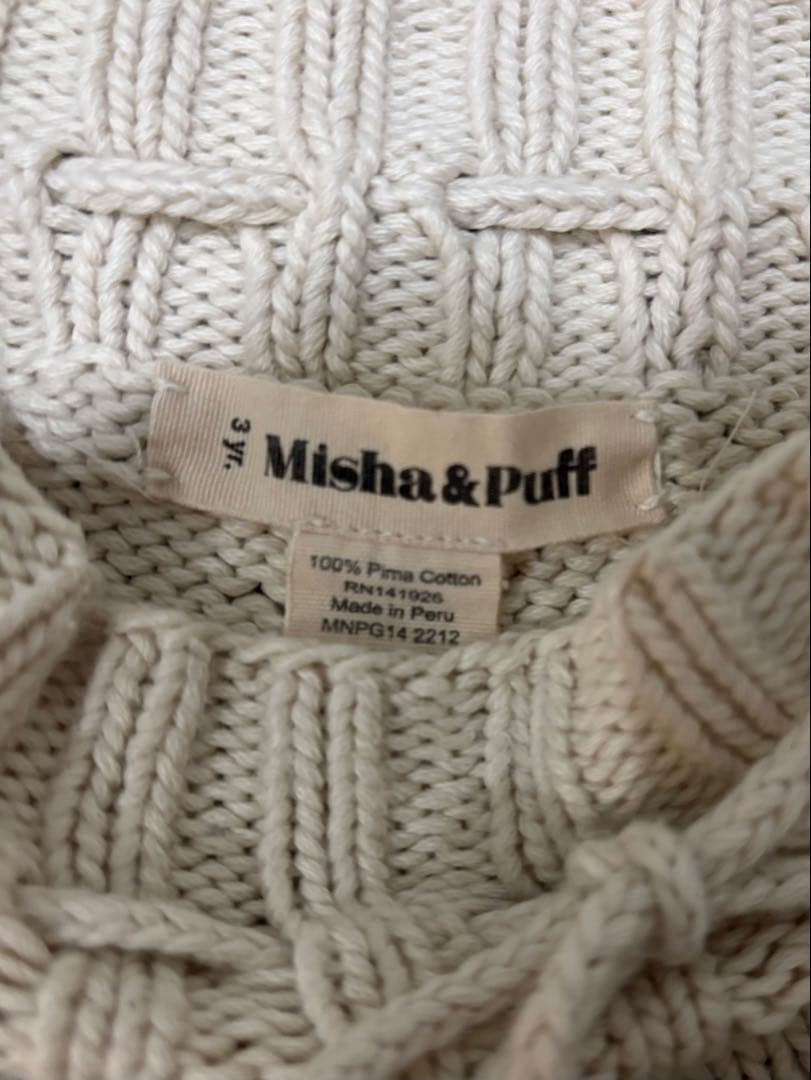 3 yr.
Misha&Puff
100% Pima Cotton
RN141926
Made in Peru
MNPG14 2212